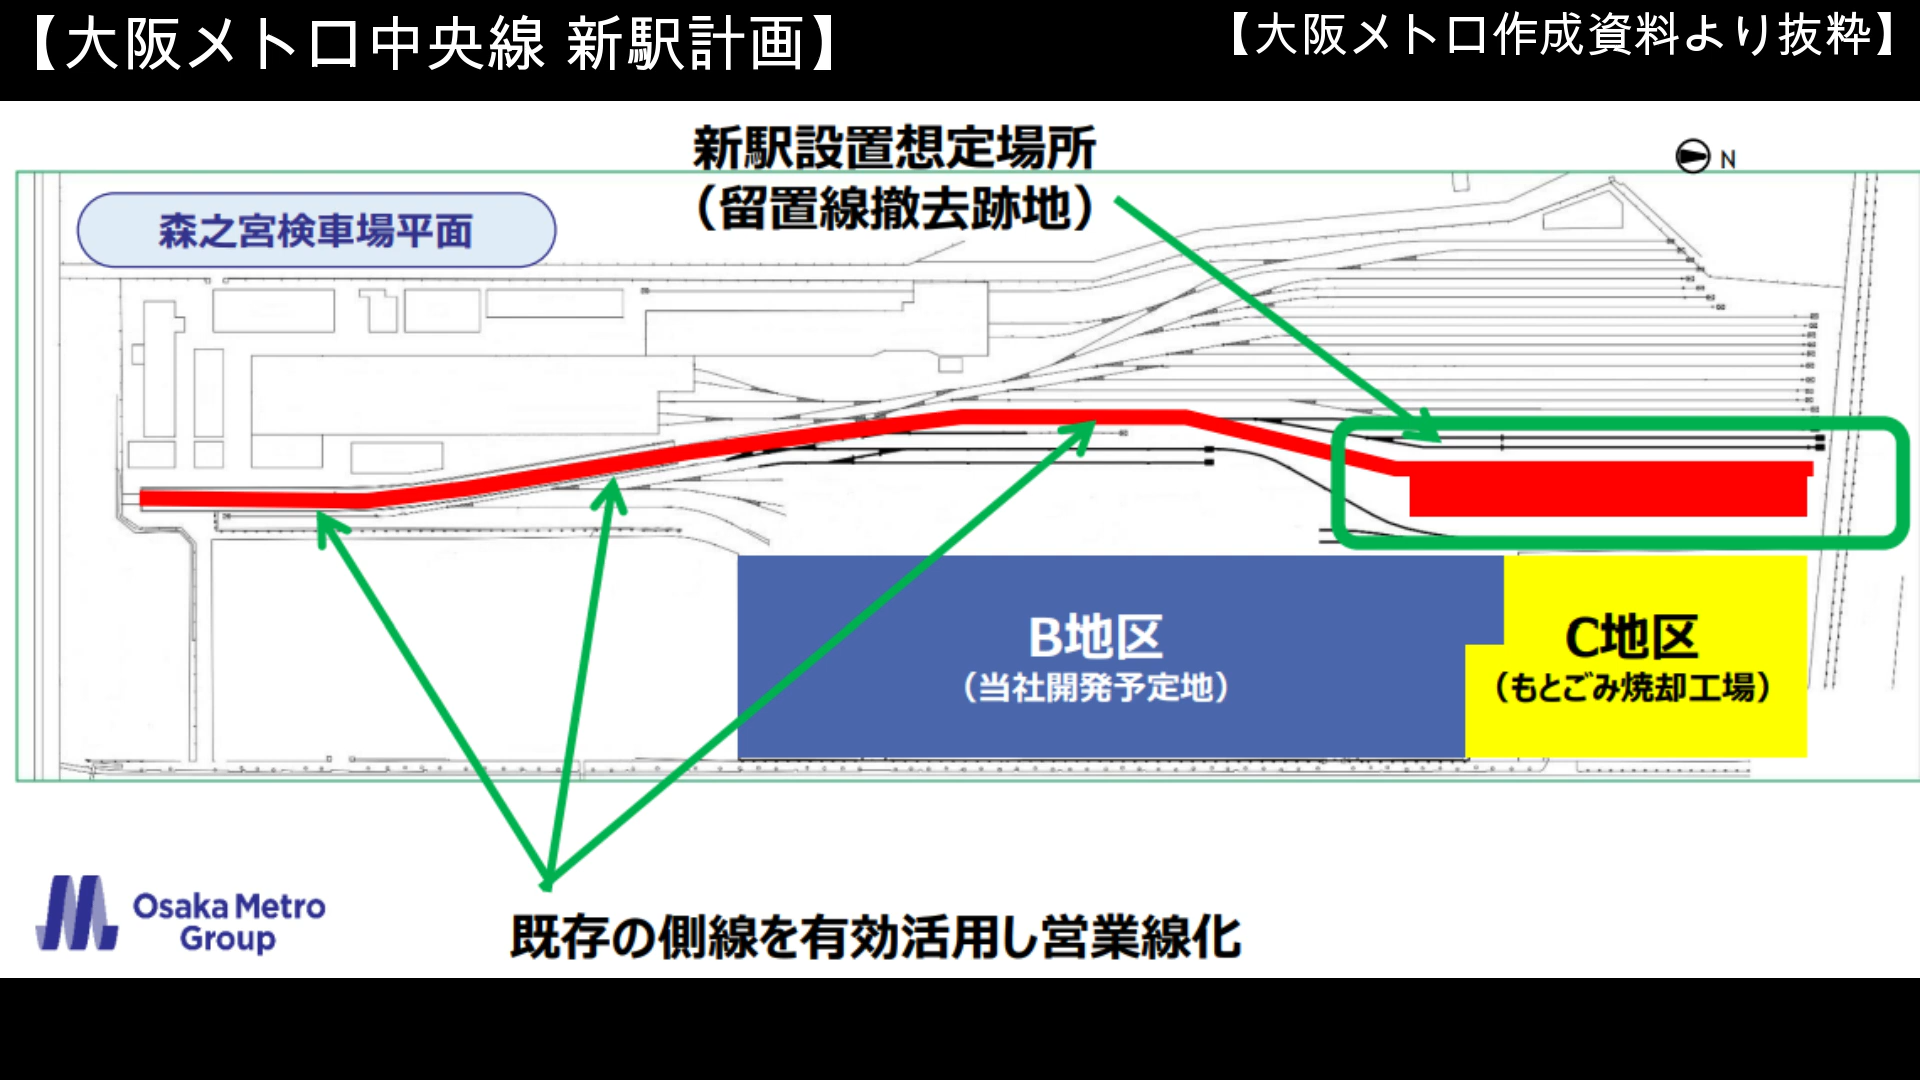 【大阪メトロ中央線 新駅計画】
【大阪メトロ作成資料より抜粋】
新駅設置想定場所
（留置線撤去跡地）
N
森之宮検車場平面
B地区
（当社開発予定地）
C地区
（もとごみ焼却工場）
既存の側線を有効活用し営業線化
Osaka Metro
Group